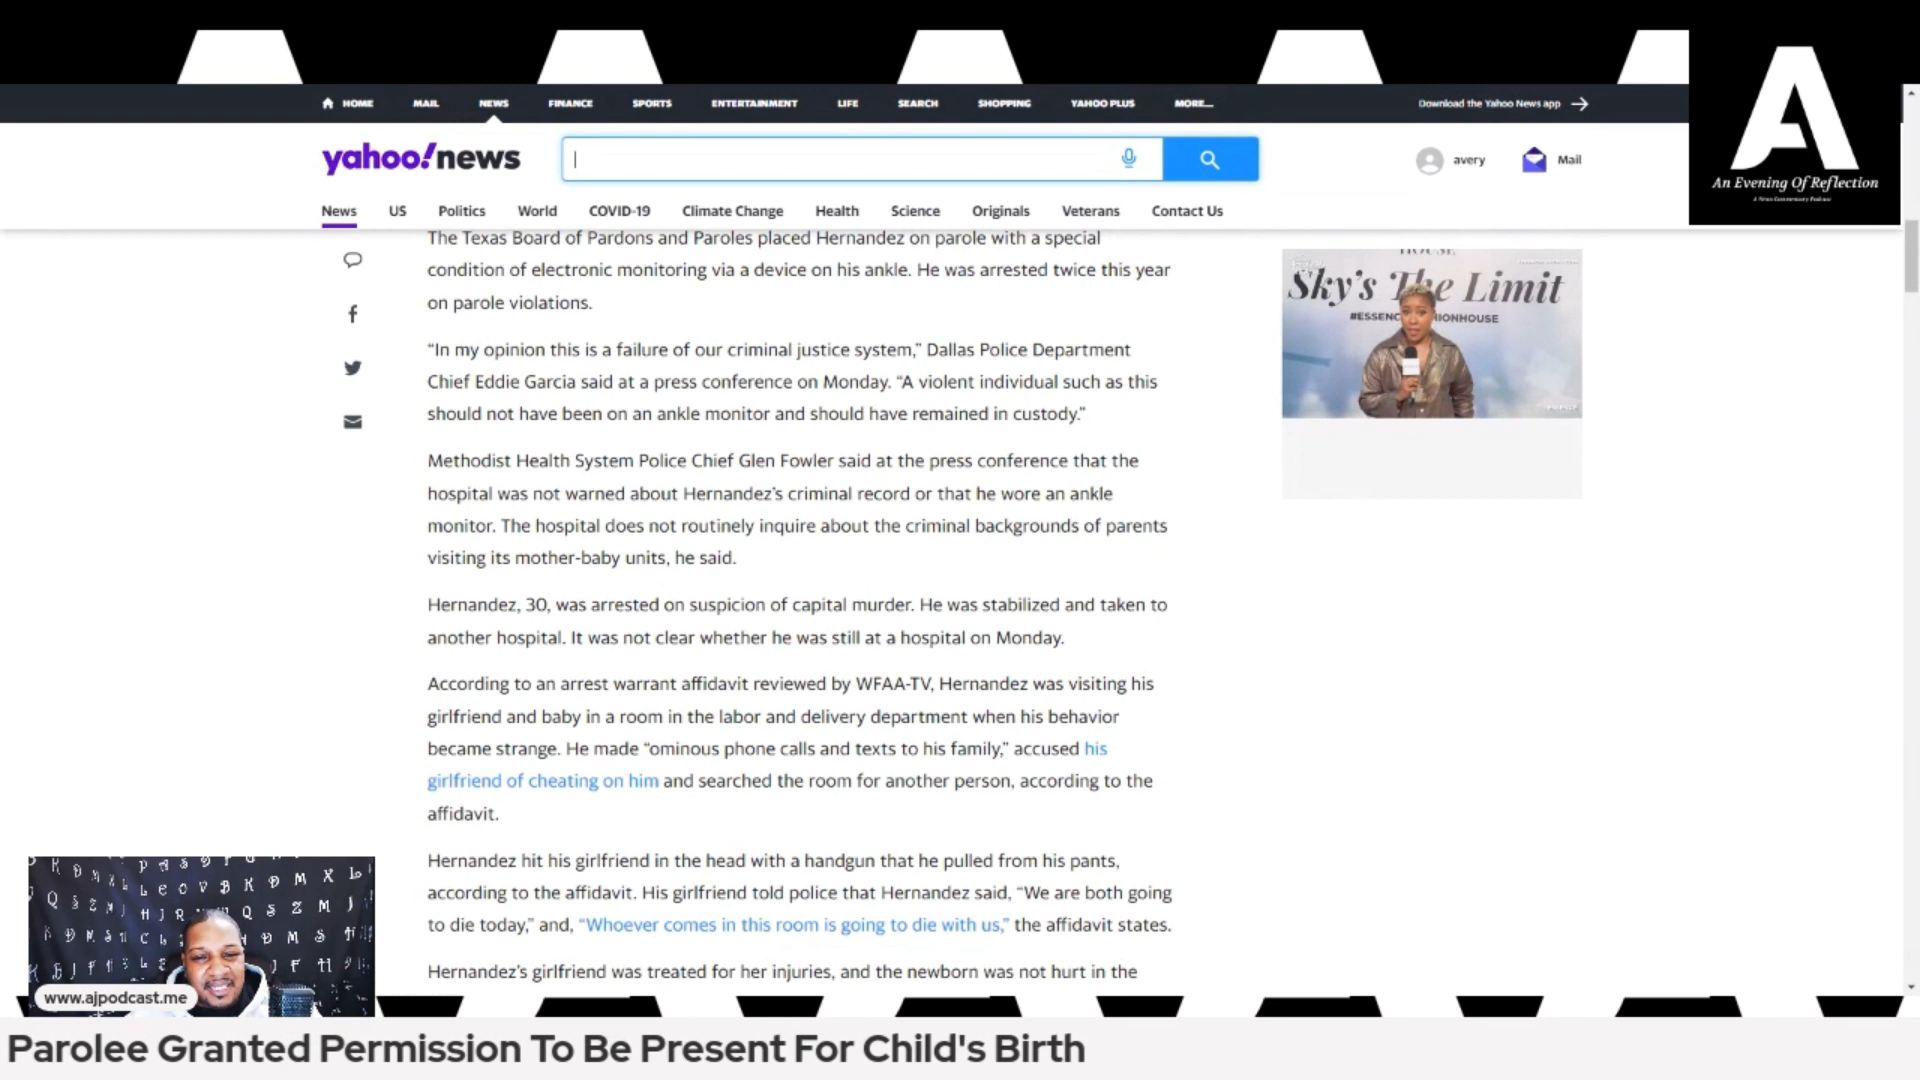 HOME MAIL NEWS FINANCE SPORTS ENTERTAINMENT LIFE SEARCH SHOPPING YAHOO PLUS MORE...
Download the Yahoo News app
A
An Evening Of Reflection
A News Commentary Podcast
yahoo!news
avery
Mail
News US Politics World COVID-19 Climate Change Health Science Originals Veterans Contact Us
The Texas Board of Pardons and Paroles placed Hernandez on parole with a special
condition of electronic monitoring via a device on his ankle. He was arrested twice this year
on parole violations.
“In my opinion this is a failure of our criminal justice system,” Dallas Police Department
Chief Eddie Garcia said at a press conference on Monday. “A violent individual such as this
should not have been on an ankle monitor and should have remained in custody.”
Methodist Health System Police Chief Glen Fowler said at the press conference that the
hospital was not warned about Hernandez’s criminal record or that he wore an ankle
monitor. The hospital does not routinely inquire about the criminal backgrounds of parents
visiting its mother-baby units, he said.
Hernandez, 30, was arrested on suspicion of capital murder. He was stabilized and taken to
another hospital. It was not clear whether he was still at a hospital on Monday.
According to an arrest warrant affidavit reviewed by WFAA-TV, Hernandez was visiting his
girlfriend and baby in a room in the labor and delivery department when his behavior
became strange. He made “ominous phone calls and texts to his family,” accused his
girlfriend of cheating on him and searched the room for another person, according to the
affidavit.
Hernandez hit his girlfriend in the head with a handgun that he pulled from his pants,
according to the affidavit. His girlfriend told police that Hernandez said, “We are both going
to die today,” and, “Whoever comes in this room is going to die with us,” the affidavit states.
Hernandez’s girlfriend was treated for her injuries, and the newborn was not hurt in the
HOUSE
Sky's The Limit
www.ajpodcast.me
Parolee Granted Permission To Be Present For Child's Birth